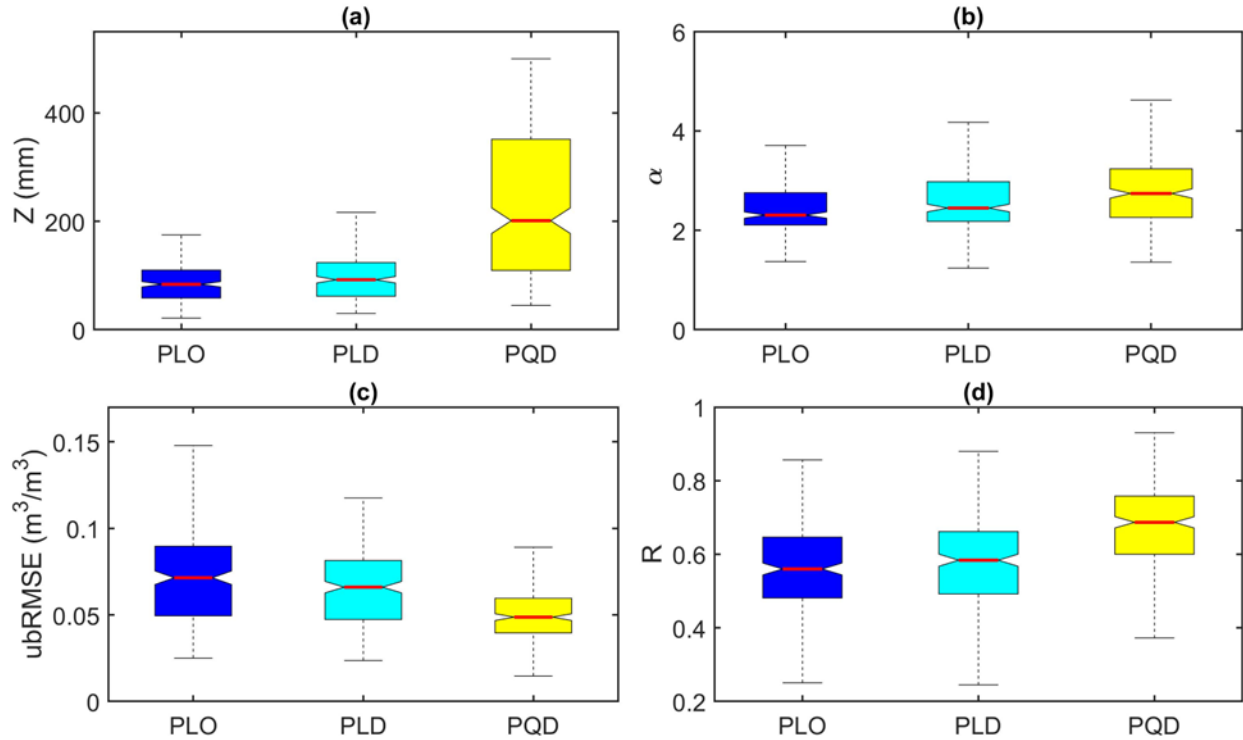 (a)
Z (mm)
400
200
0
PLO PLD PQD
(b)
α
6
4
2
0
PLO PLD PQD
(c)
ubRMSE (m³/m³)
0.15
0.1
0.05
0
PLO PLD PQD
(d)
R
1
0.8
0.6
0.4
0.2
PLO PLD PQD